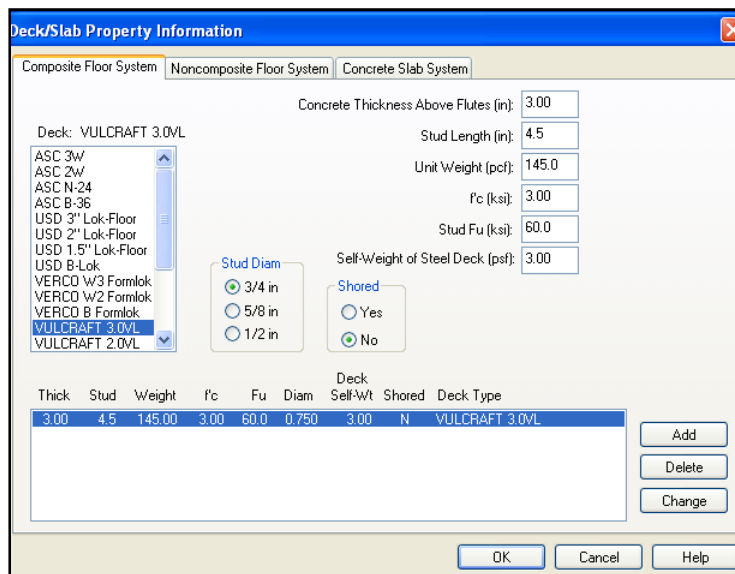 Deck/Slab Property Information
Composite Floor System Noncomposite Floor System Concrete Slab System
Concrete Thickness Above Flutes (in): 3.00
Deck: VULCRAFT 3.0VL
Stud Length (in): 4.5
Unit Weight (pcf): 145.0
f'c (ksi): 3.00
Stud Fu (ksi): 60.0
Self-Weight of Steel Deck (psf): 3.00
ASC 3W
ASC 2W
ASC N-24
ASC B-36
USD 3" Lok-Floor
USD 2" Lok-Floor
USD 1.5" Lok-Floor
USD B-Lok
VERCO W3 Formlok
VERCO W2 Formlok
VERCO B Formlok
VULCRAFT 3.0VL
VULCRAFT 2.0VL
Stud Diam
3/4 in
5/8 in
1/2 in
Shored
Yes
No
Deck
Thick Stud Weight f'c Fu Diam Self-Wt Shored Deck Type
3.00 4.5 145.00 3.00 60.0 0.750 3.00 N VULCRAFT 3.0VL
Add
Delete
Change
OK Cancel Help